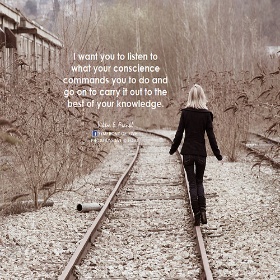 I want you to listen to
what your conscience
commands you to do and
go on to carry it out to the
best of your knowledge.